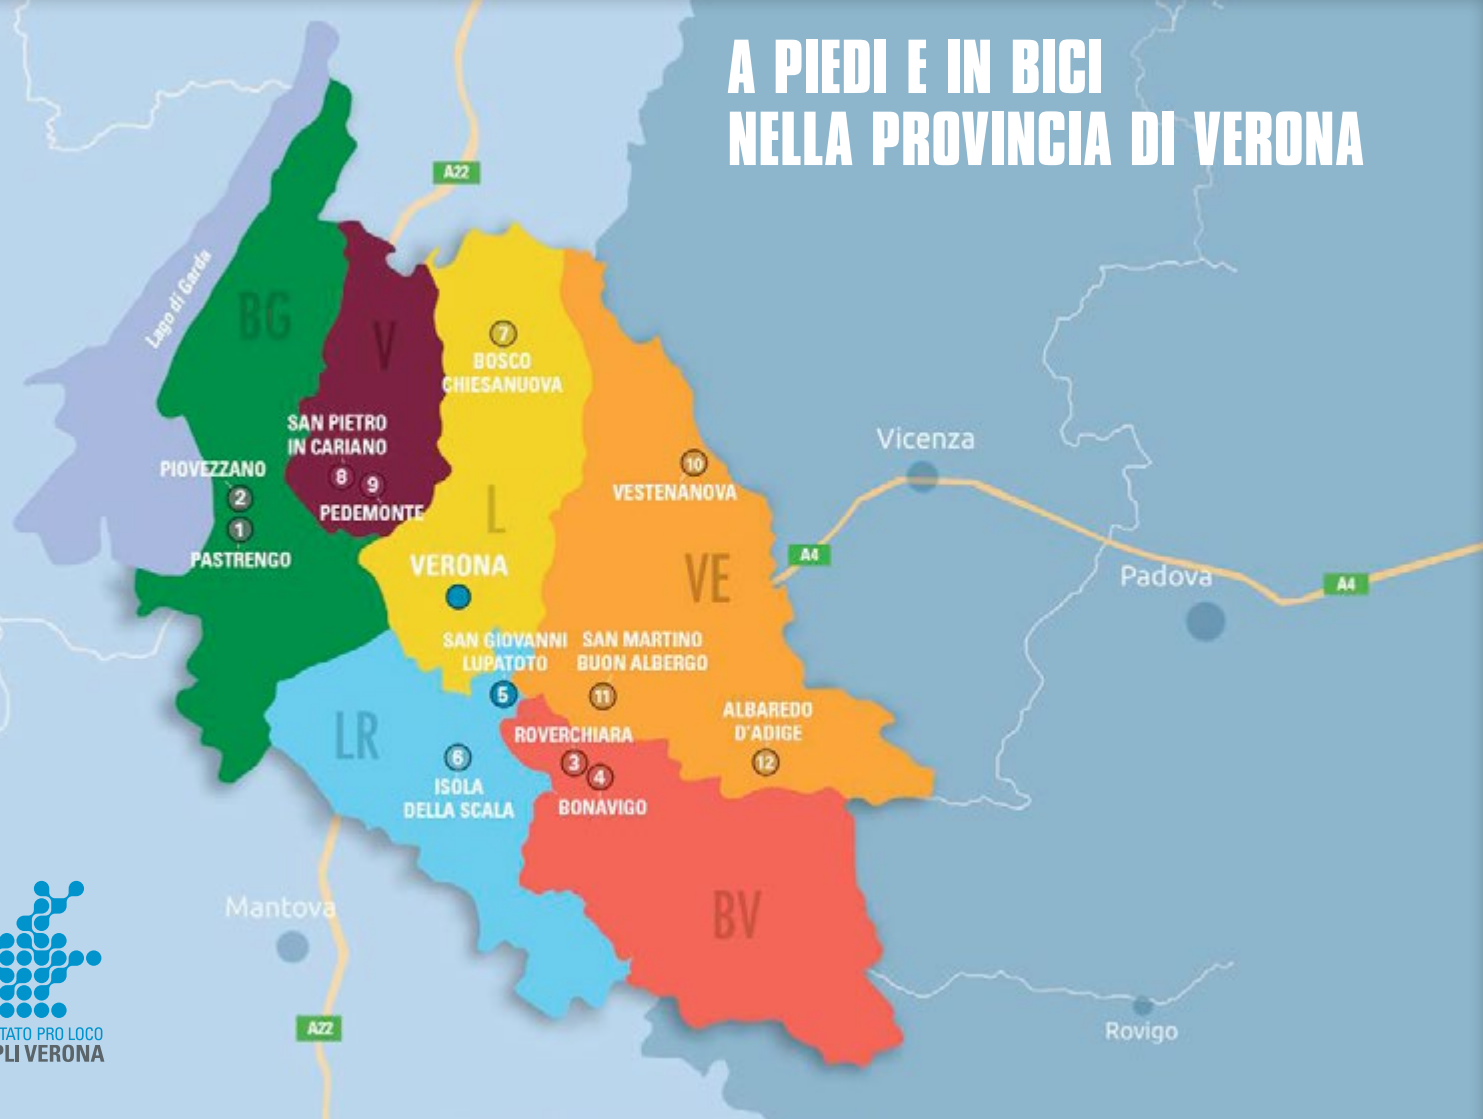 A PIEDI E IN BICI
NELLA PROVINCIA DI VERONA
A22
Lago di Garda
BG
V
7
BOSCO
CHIESANUOVA
SAN PIETRO
IN CARIANO
8
9
PEDEMONTE
PIOVEZZANO
2
1
PASTRENGO
L
VERONA
10
VESTENANOVA
VE
Vicenza
A4
Padova
A4
SAN GIOVANNI
LUPATOTO
5
SAN MARTINO
BUON ALBERGO
11
ALBAREDO
D'ADIGE
12
LR
ROVERCHIARA
3
4
BONAVIGO
6
ISOLA
DELLA SCALA
BV
Mantova
A22
Rovigo
TATO PRO LOCO
PLI VERONA